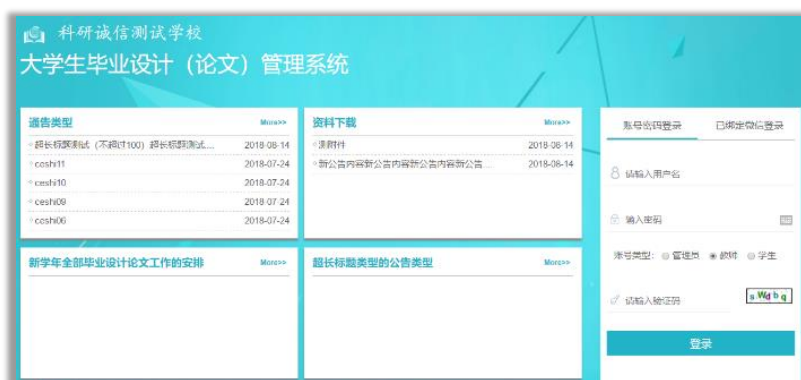 科研诚信测试学校
大学生毕业设计（论文）管理系统
通告类型 More>>
超长标题测试（不超过100）超长标题测试... 2018-08-14
ceshi11 2018-07-24
ceshi10 2018-07-24
ceshi09 2018-07-24
ceshi06 2018-07-24
资料下载 More>>
测附件 2018-08-14
新公告内容新公告内容新公告内容新公告... 2018-08-14
新学年全部毕业设计论文工作的安排 More>>
超长标题类型的公告类型 More>>
账号密码登录 已绑定微信登录
请输入用户名
输入密码
账号类型： 管理员 教师 学生
请输入验证码 s Wd b q
登录